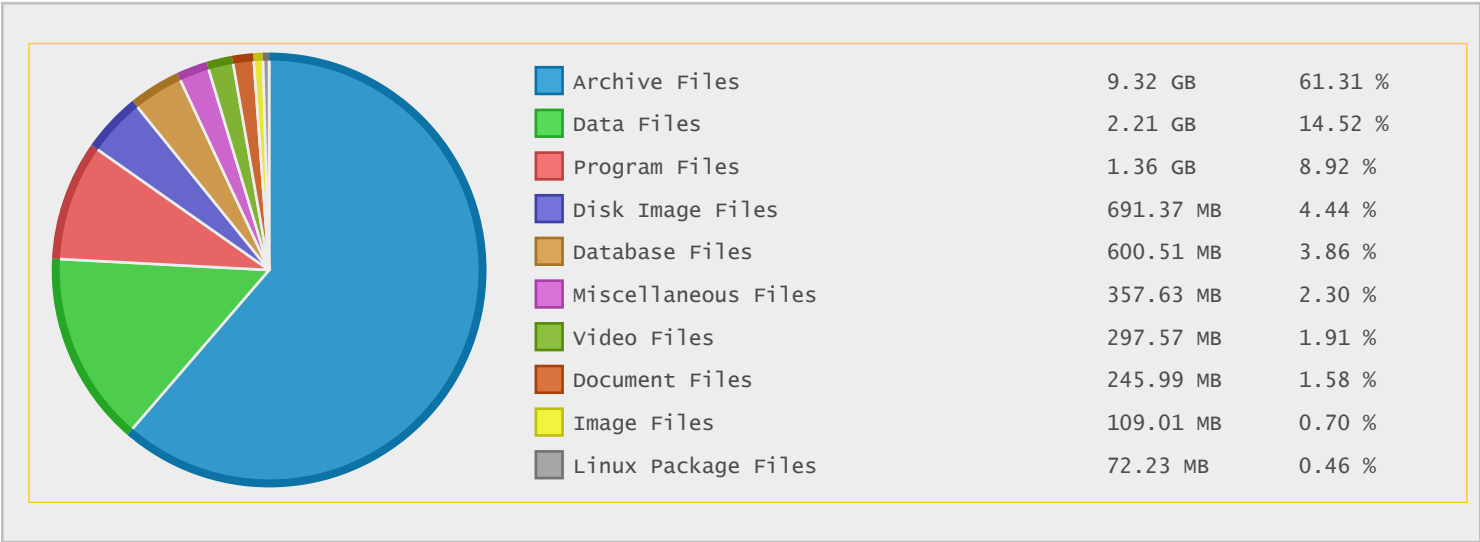 Archive Files 9.32 GB 61.31 %
Data Files 2.21 GB 14.52 %
Program Files 1.36 GB 8.92 %
Disk Image Files 691.37 MB 4.44 %
Database Files 600.51 MB 3.86 %
Miscellaneous Files 357.63 MB 2.30 %
Video Files 297.57 MB 1.91 %
Document Files 245.99 MB 1.58 %
Image Files 109.01 MB 0.70 %
Linux Package Files 72.23 MB 0.46 %